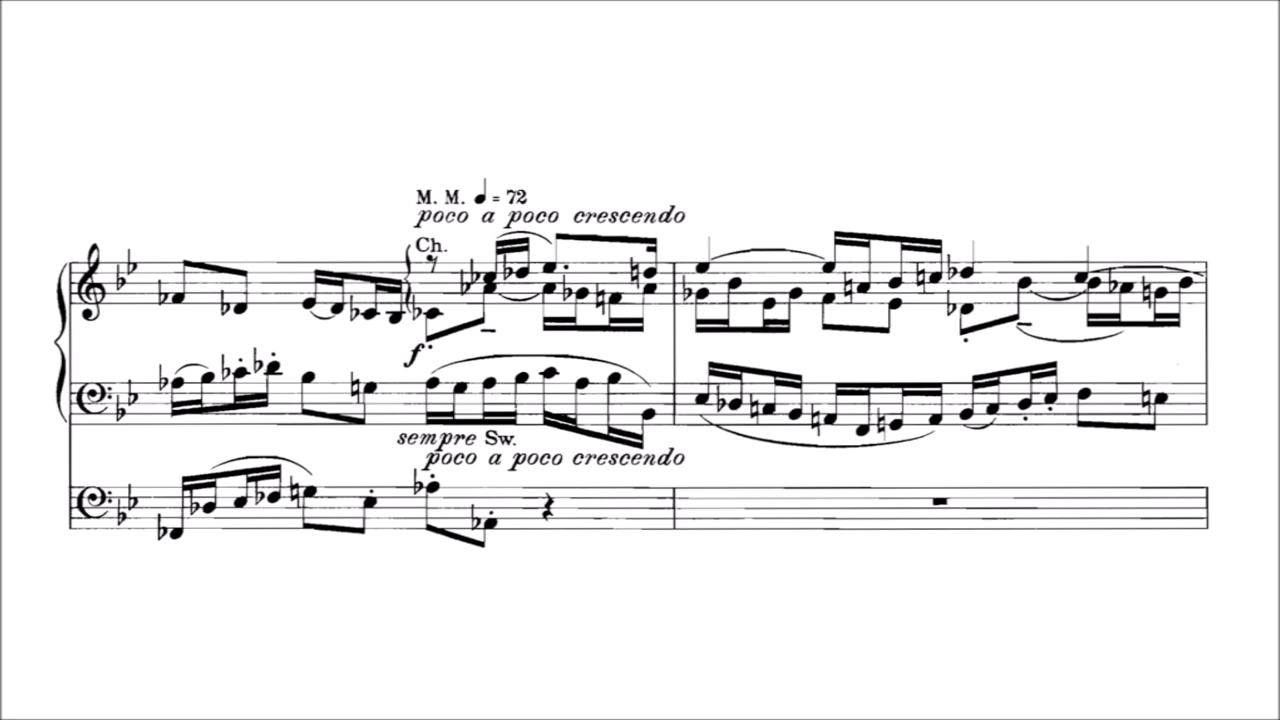 M. M. ♩ = 72
poco a poco crescendo
Ch.
f
sempre Sw.
poco a poco crescendo